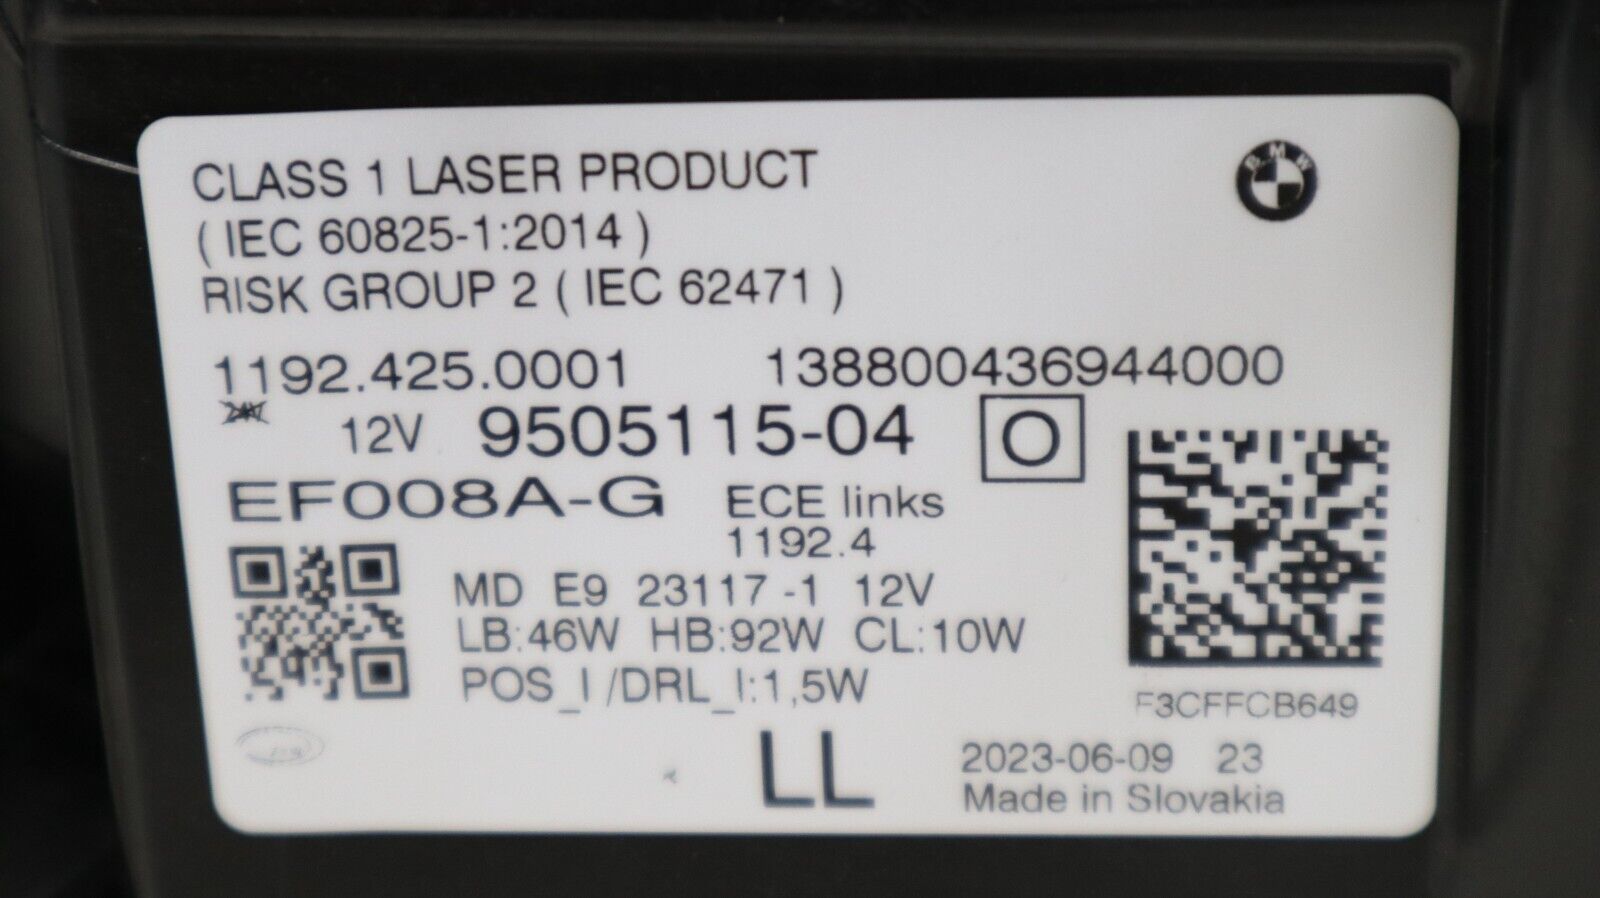 CLASS 1 LASER PRODUCT
BMW
( IEC 60825-1:2014 )
RISK GROUP 2 ( IEC 62471 )
1192.425.0001 138800436944000
24V 12V 9505115-04 O
EF008A-G ECE links
1192.4
MD E9 23117 -1 12V
LB:46W HB:92W CL:10W
POS_I /DRL_I:1,5W
F3CFFCB649
LL
2023-06-09 23
Made in Slovakia